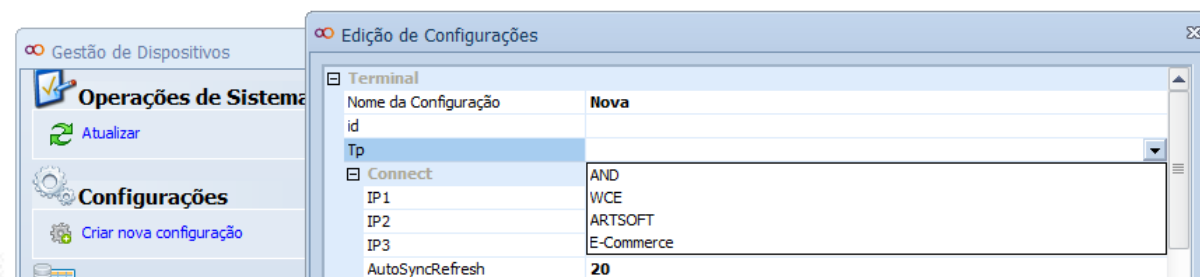 Gestão de Dispositivos
Operações de Sistema
Atualizar
Configurações
Criar nova configuração
Edição de Configurações
Terminal
Nome da Configuração Nova
id
Tp
Connect
AND
IP1
WCE
IP2
ARTSOFT
IP3
E-Commerce
AutoSyncRefresh 20